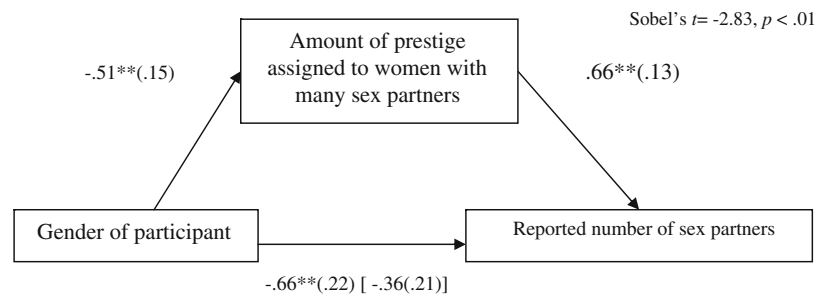 Sobel's t= -2.83, p < .01
Amount of prestige
assigned to women with
many sex partners
-.51**(.15)
.66**(.13)
Gender of participant
Reported number of sex partners
-.66**(.22) [ -.36(.21)]